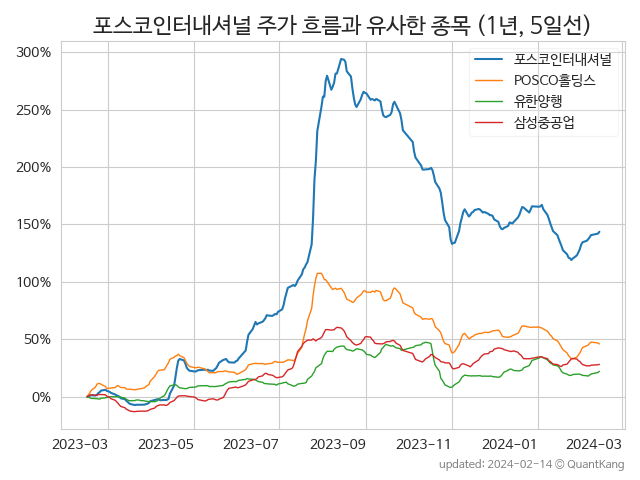 포스코인터내셔널 주가 흐름과 유사한 종목 (1년, 5일선)
포스코인터내셔널
POSCO홀딩스
유한양행
삼성중공업
300%
250%
200%
150%
100%
50%
0%
2023-03 2023-05 2023-07 2023-09 2023-11 2024-01 2024-03
updated: 2024-02-14 © QuantKang